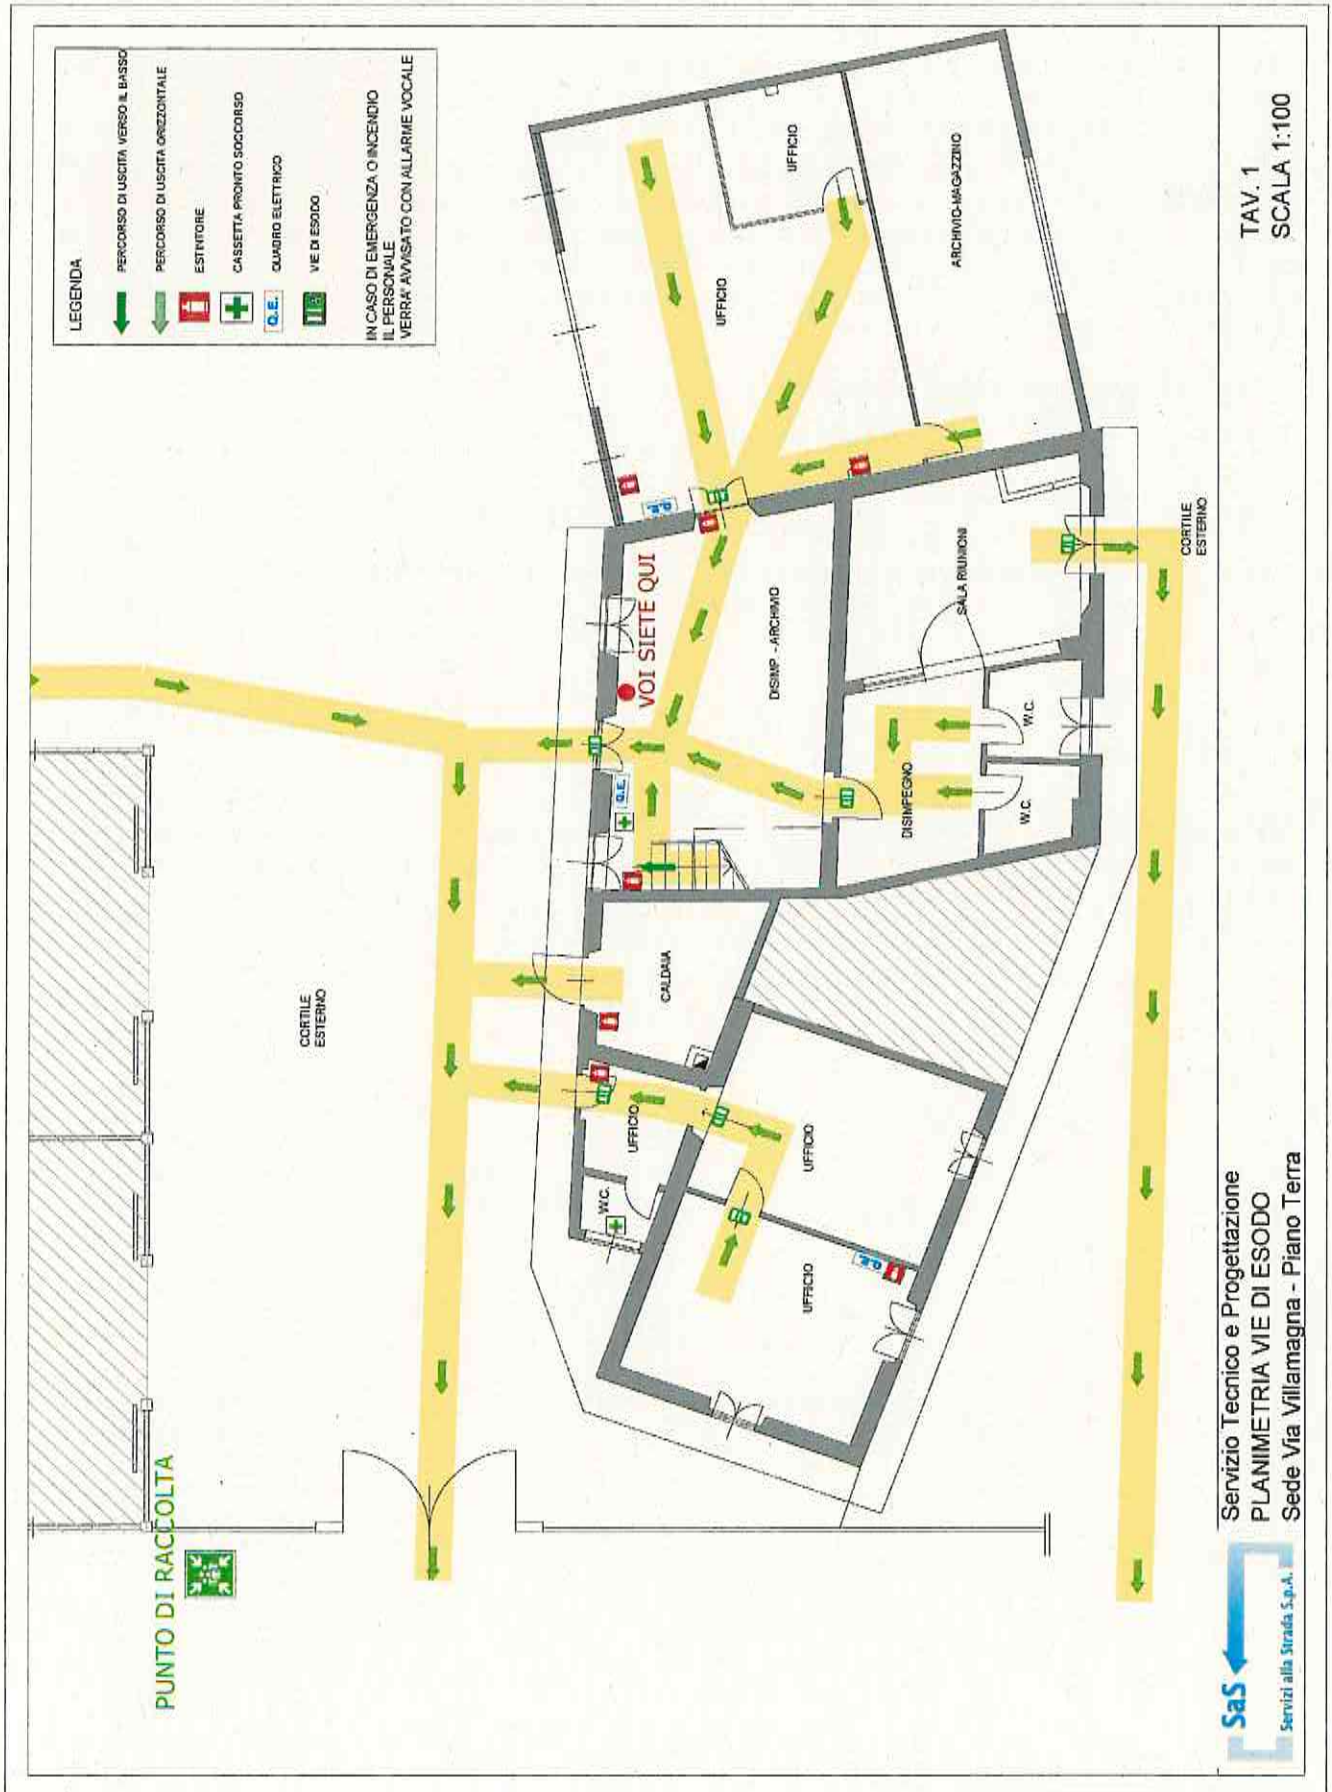 LEGENDA
PERCORSO DI USCITA VERSO IL BASSO
PERCORSO DI USCITA ORIZZONTALE
ESTINTORE
CASSETTA PRONTO SOCCORSO
Q.E.
QUADRO ELETTRICO
VIE DI ESODO
IN CASO DI EMERGENZA O INCENDIO
IL PERSONALE
VERRA' AVVISATO CON ALLARME VOCALE
PUNTO DI RACCOLTA
CORTILE
ESTERNO
W.C.
UFFICIO
UFFICIO
UFFICIO
Q.E.
CALDAIA
Q.E.
VOI SIETE QUI
DISIMP. - ARCHIVIO
DISIMPEGNO
W.C.
W.C.
SALA RIUNIONI
Q.E.
UFFICIO
UFFICIO
ARCHIVIO-MAGAZZINO
CORTILE
ESTERNO
SaS
Servizi alla Strada S.p.A.
Servizio Tecnico e Progettazione
PLANIMETRIA VIE DI ESODO
Sede Via Villamagna - Piano Terra
TAV. 1
SCALA 1:100